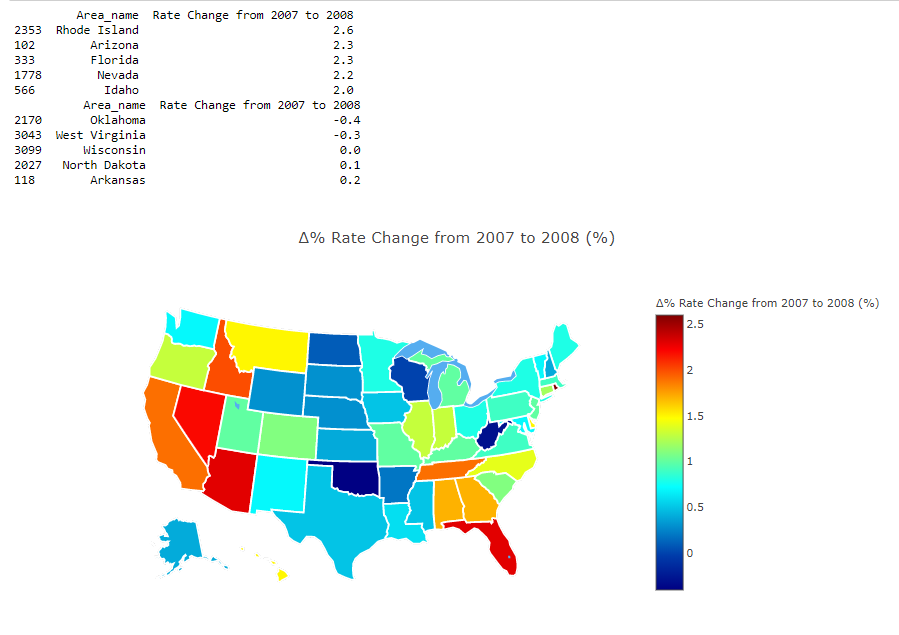 Area_name Rate Change from 2007 to 2008
2353 Rhode Island 2.6
102 Arizona 2.3
333 Florida 2.3
1778 Nevada 2.2
566 Idaho 2.0
Area_name Rate Change from 2007 to 2008
2170 Oklahoma -0.4
3043 West Virginia -0.3
3099 Wisconsin 0.0
2027 North Dakota 0.1
118 Arkansas 0.2
Δ% Rate Change from 2007 to 2008 (%)
Δ% Rate Change from 2007 to 2008 (%)
2.5
2
1.5
1
0.5
0